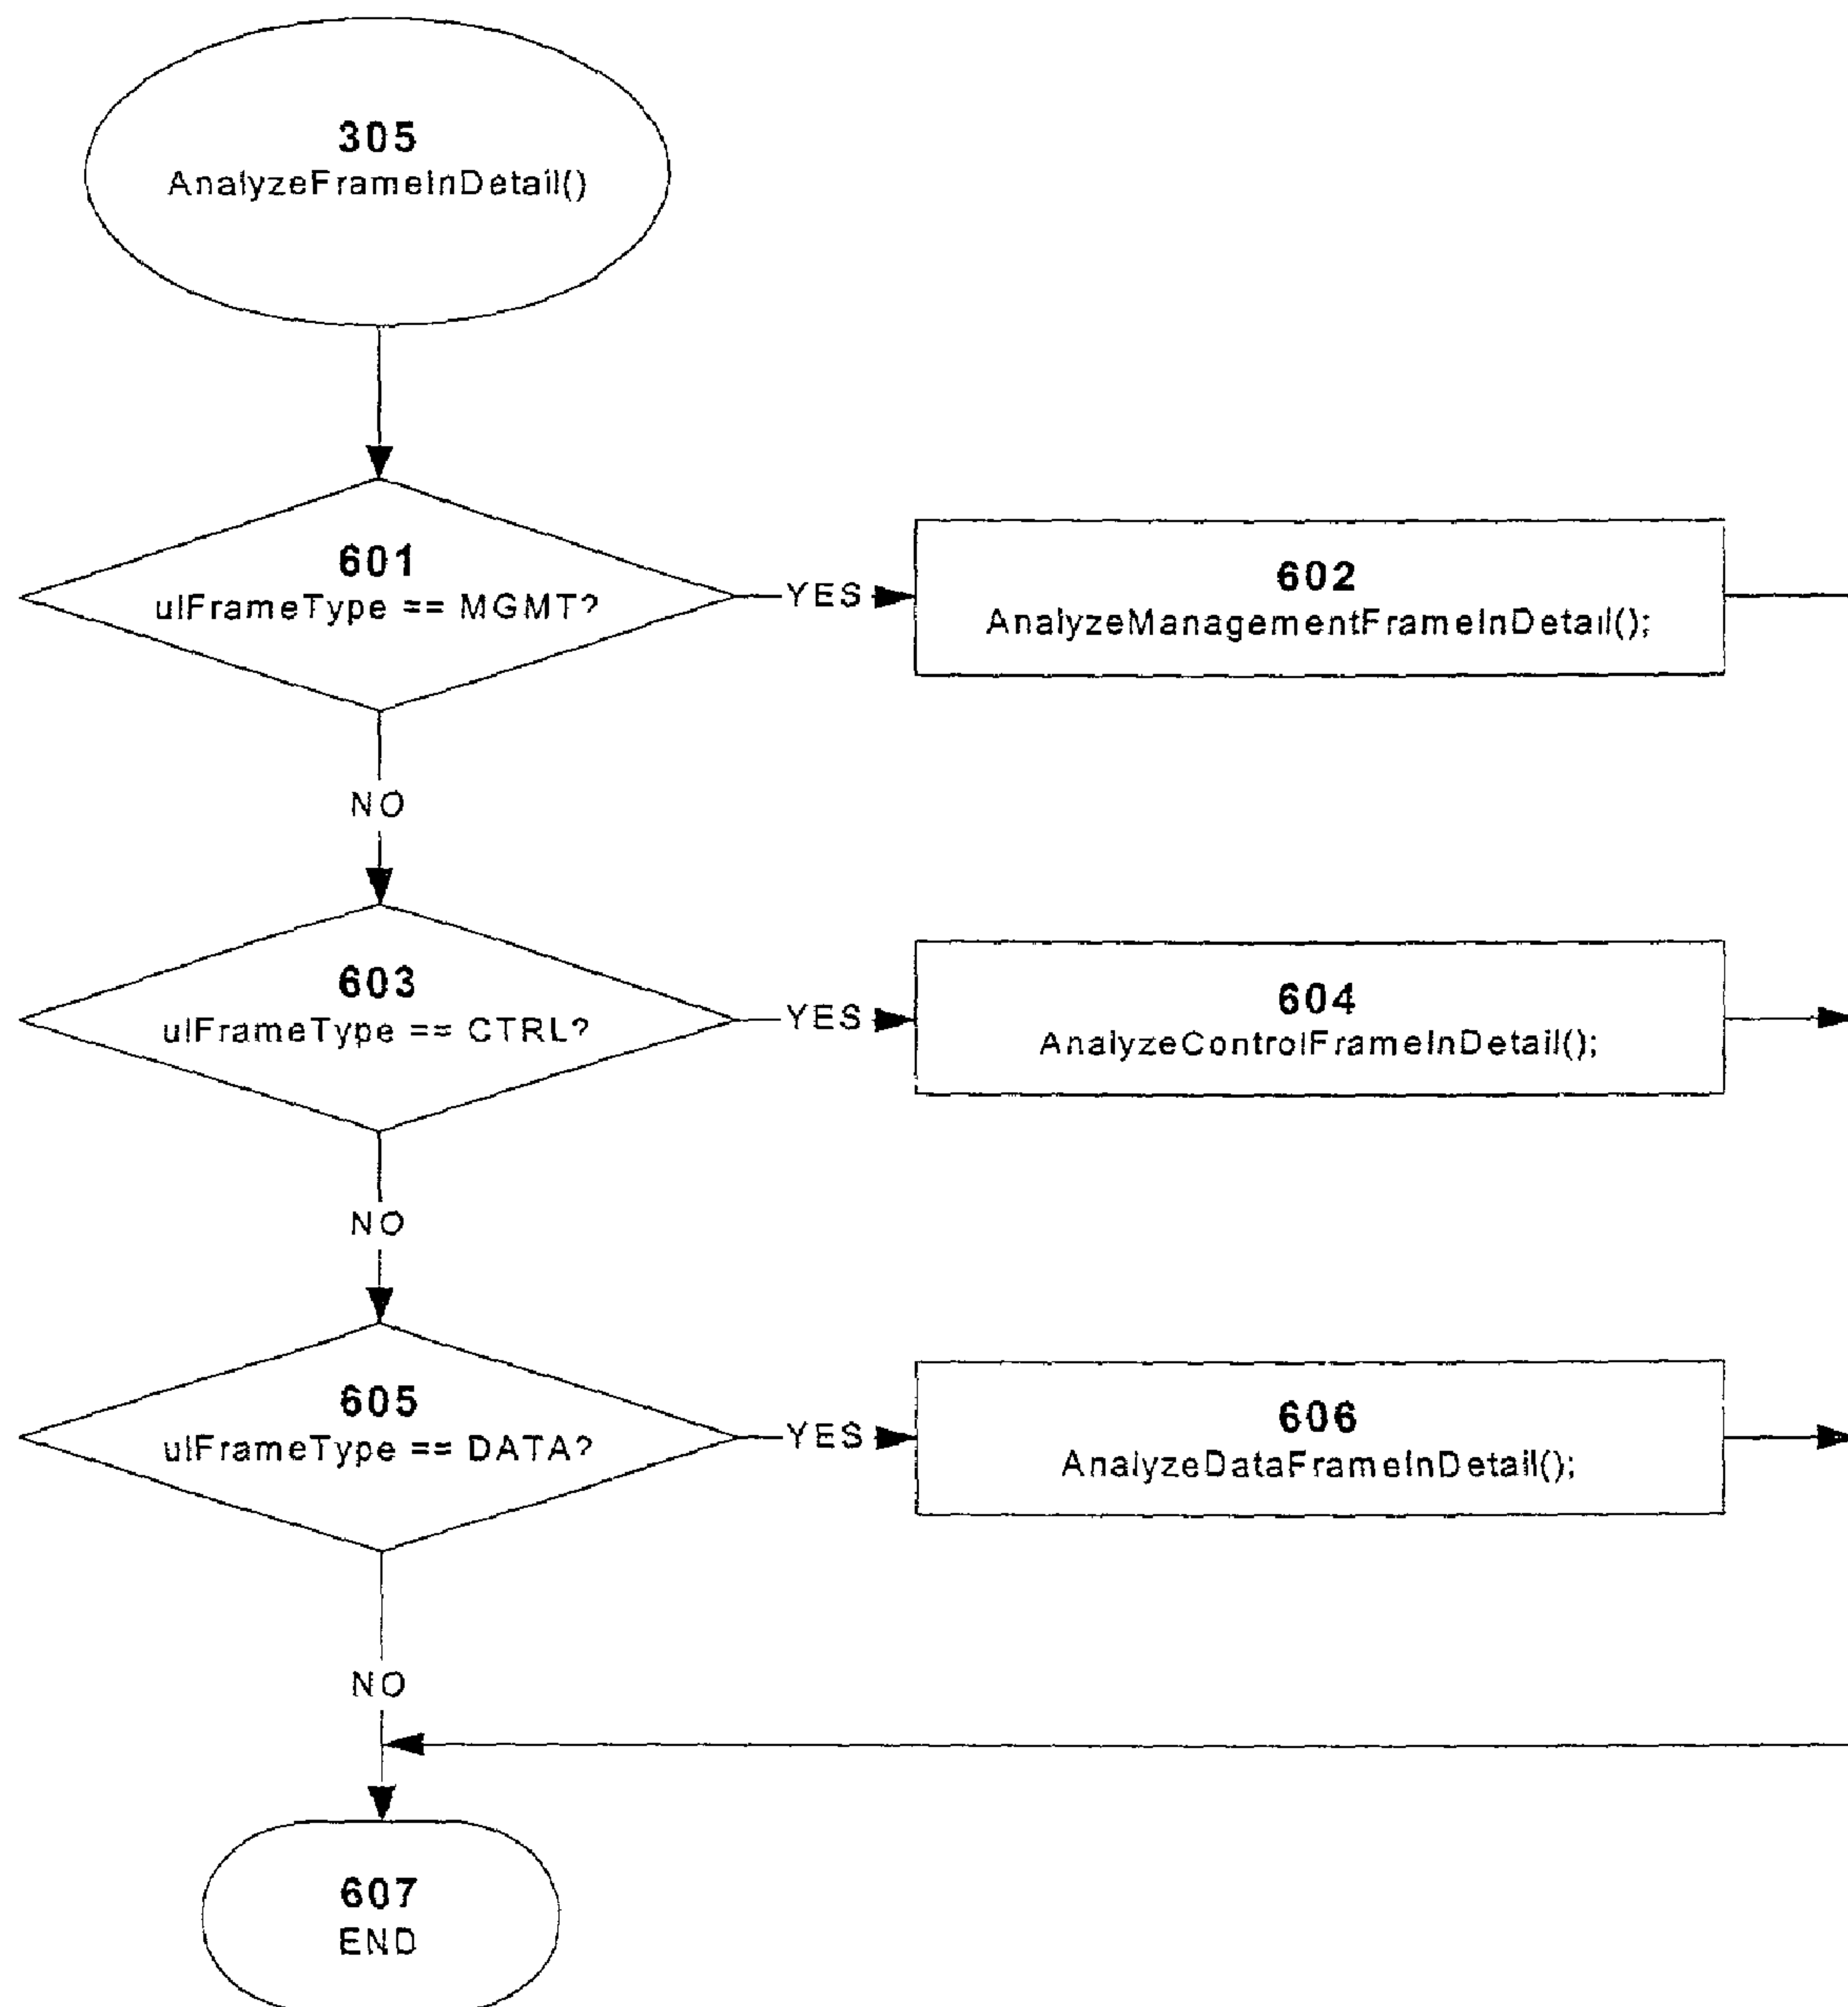 305
AnalyzeFrameInDetail()
601
ulFrameType == MGMT?
YES
602
AnalyzeManagementFrameInDetail();
NO
603
ulFrameType == CTRL?
YES
604
AnalyzeControlFrameInDetail();
NO
605
ulFrameType == DATA?
YES
606
AnalyzeDataFrameInDetail();
NO
607
END